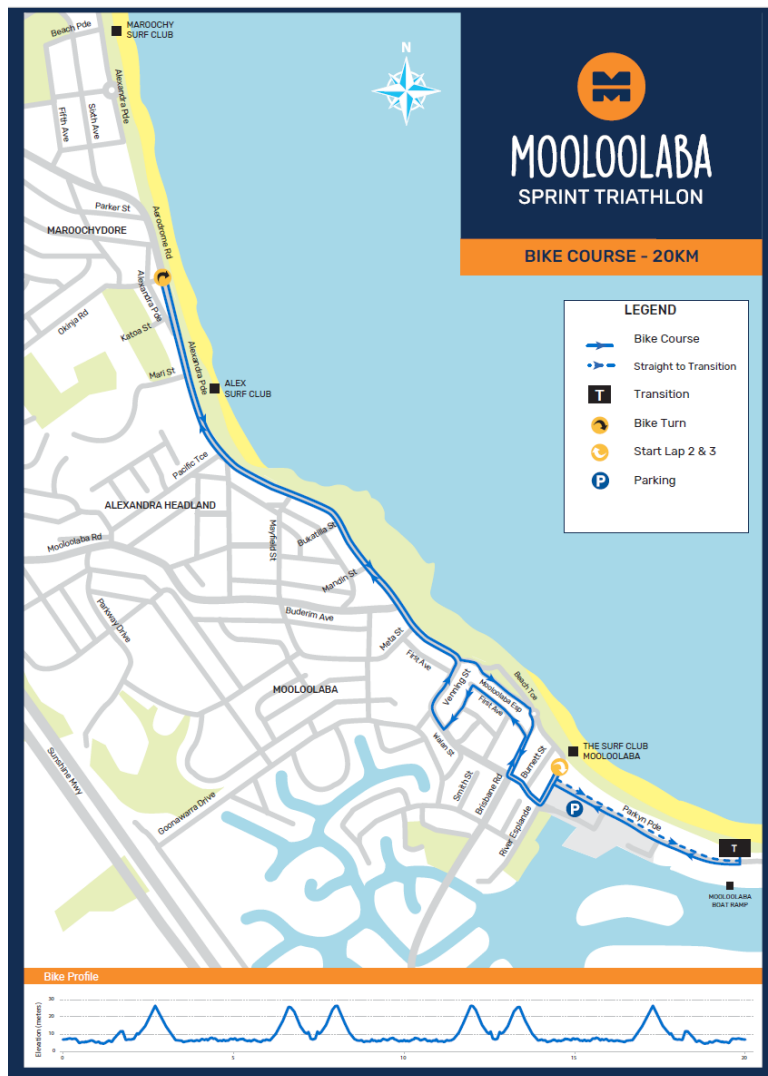 MAROOCHY
SURF CLUB
Beach Pde
Alexandra Pde
Fifth Ave
Sixth Ave
N
MOOLOOLABA
SPRINT TRIATHLON
BIKE COURSE - 20KM
Parker St
MAROOCHYDORE
Aerodrome Rd
Alexandra Pde
Okinja Rd
Katoa St
Alexandra Pde
Mari St
ALEX
SURF CLUB
LEGEND
Bike Course
Straight to Transition
T
Transition
Bike Turn
Start Lap 2 & 3
P
Parking
Pacific Tce
ALEXANDRA HEADLAND
Mooloolaba Rd
Mayfield St
Bukatilla St
Mandin St
Parkway Drive
Buderim Ave
Meta St
First Ave
MOOLOOLABA
Venning St
Mooloolaba Esp
First Ave
Beach Tce
Walan St
Burnett St
THE SURF CLUB
MOOLOOLABA
Smith St
Brisbane Rd
River Esplande
P
Parkyn Pde
T
MOOLOOLABA
BOAT RAMP
Sunshine Mwy
Goonawarra Drive
Bike Profile
Elevation (meters)
30
20
10
0
0
5
10
15
20